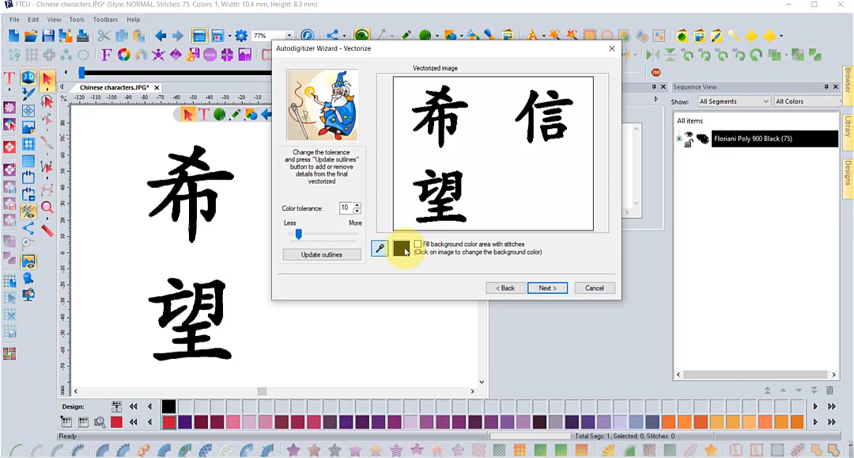 FTCU - Chinese characters.JPG* (Style: NORMAL, Stitches: 75, Colors: 1, Width: 10.4 mm, Height: 8.3 mm)
File Edit View Tools Toolbars Help
77%
Chinese characters.JPG*
希
望
Autodigitizer Wizard - Vectorize
Vectorized image
希 信
望
Change the tolerance
and press "Update outlines"
button to add or remove
details from the final
vectorized
Color tolerance: 10
Less More
Update outlines
Fill background color area with stitches
(Click on image to change the background color)
< Back Next > Cancel
Sequence View
Show: All Segments All Colors
All items
Floriani Poly 900 Black (75)
Browser
Library
Designs
Design:
Ready
Total Segs: 1, Selected: 0, Stitches: 0